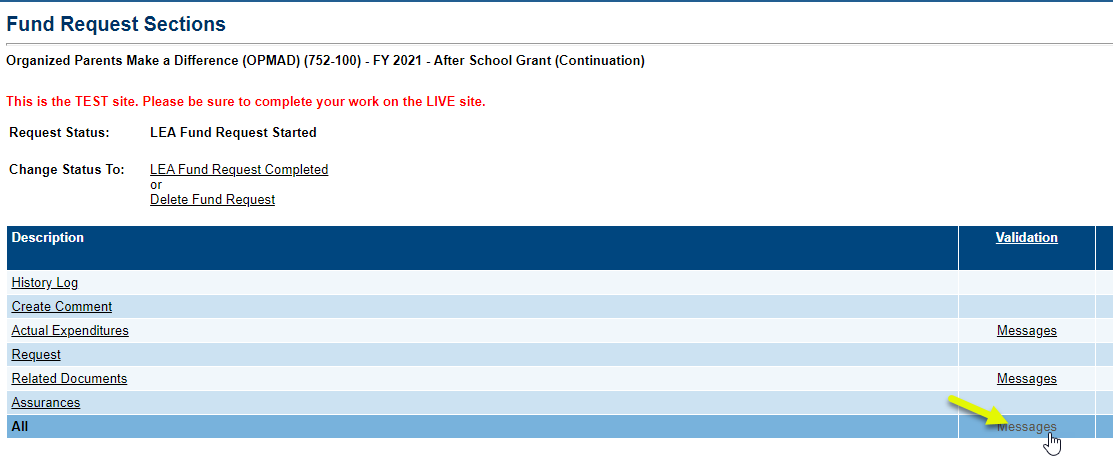 Fund Request Sections
Organized Parents Make a Difference (OPMAD) (752-100) - FY 2021 - After School Grant (Continuation)
This is the TEST site. Please be sure to complete your work on the LIVE site.
Request Status: LEA Fund Request Started
Change Status To: LEA Fund Request Completed
or
Delete Fund Request
Description Validation
History Log
Create Comment
Actual Expenditures Messages
Request
Related Documents Messages
Assurances
All Messages